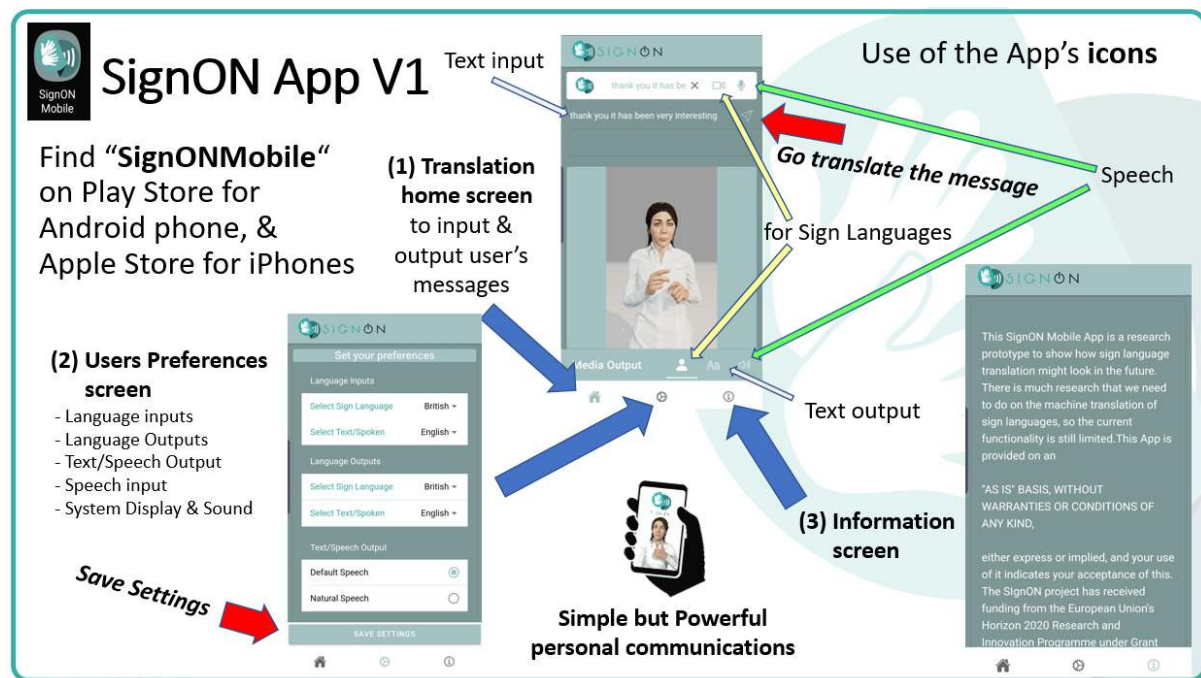 SignON
Mobile
SignON App V1
Find “SignONMobile“
on Play Store for
Android phone, &
Apple Store for iPhones
(2) Users Preferences
screen
- Language inputs
- Language Outputs
- Text/Speech Output
- Speech input
- System Display & Sound
Save Settings
SIGNON
Set your preferences
Language Inputs
Select Sign Language British
Select Text/Spoken English
Language Outputs
Select Sign Language British
Select Text/Spoken English
Text/Speech Output
Default Speech
Natural Speech
SAVE SETTINGS
Text input
(1) Translation
home screen
to input &
output user’s
messages
SIGNON
thank you it has be
thank you it has been very interesting
Media Output Aa
Use of the App’s icons
Go translate the message
Speech
for Sign Languages
Text output
(3) Information
screen
Simple but Powerful
personal communications
SIGNON
This SignON Mobile App is a research
prototype to show how sign language
translation might look in the future.
There is much research that we need
to do on the machine translation of
sign languages, so the current
functionality is still limited.This App is
provided on an
"AS IS" BASIS, WITHOUT
WARRANTIES OR CONDITIONS OF
ANY KIND,
either express or implied, and your use
of it indicates your acceptance of this.
The SIgnON project has received
funding from the European Union's
Horizon 2020 Research and
Innovation Programme under Grant